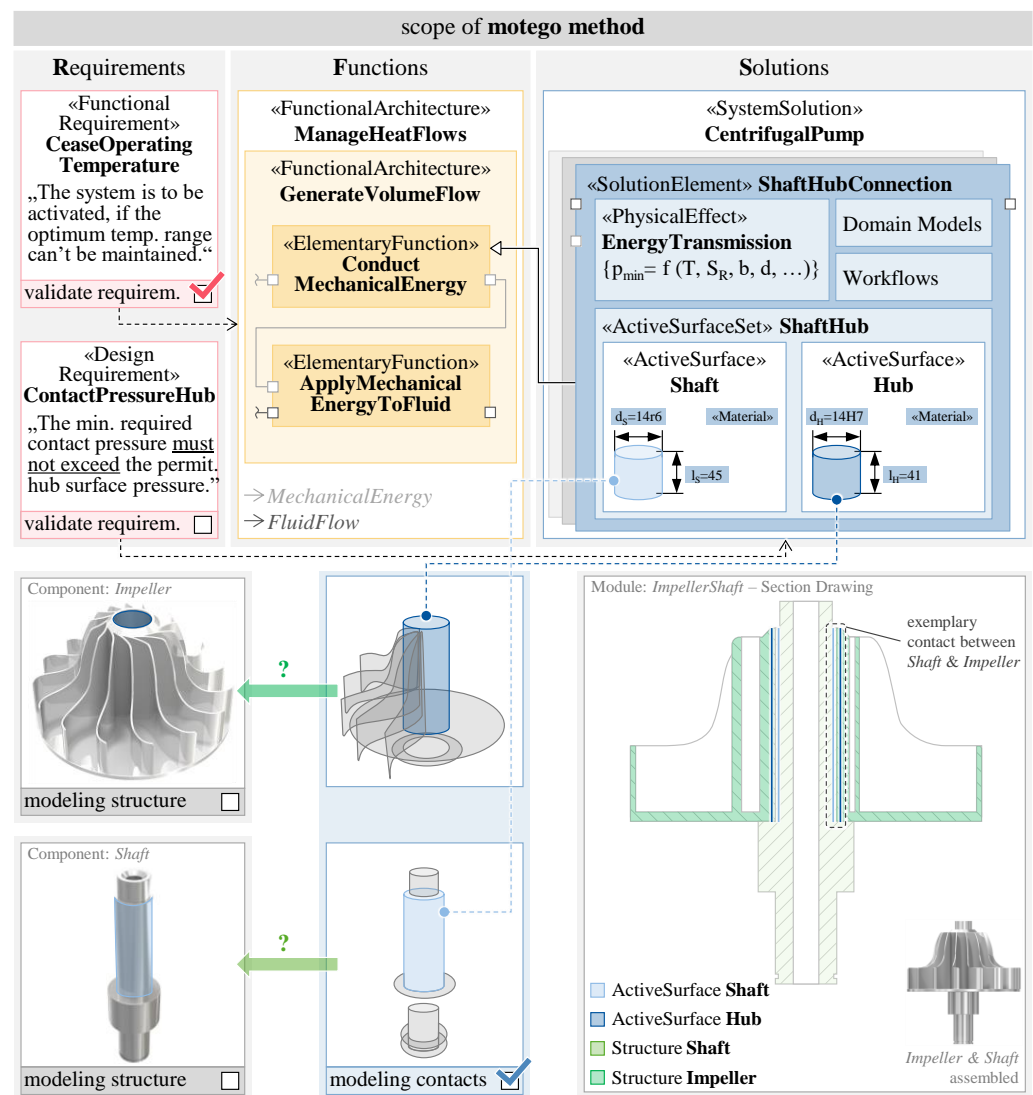 scope of motego method
Requirements
«Functional
Requirement»
CeaseOperating
Temperature
„The system is to be
activated, if the
optimum temp. range
can’t be maintained.“
validate requirem.
«Design
Requirement»
ContactPressureHub
„The min. required
contact pressure must
not exceed the permit.
hub surface pressure.”
validate requirem.
Functions
«FunctionalArchitecture»
ManageHeatFlows
«FunctionalArchitecture»
GenerateVolumeFlow
«ElementaryFunction»
Conduct
MechanicalEnergy
«ElementaryFunction»
ApplyMechanical
EnergyToFluid
MechanicalEnergy
FluidFlow
Solutions
«SystemSolution»
CentrifugalPump
«SolutionElement» ShaftHubConnection
«PhysicalEffect»
EnergyTransmission
{pmin= f (T, SR, b, d, …)}
Domain Models
Workflows
«ActiveSurfaceSet» ShaftHub
«ActiveSurface»
Shaft
dS=14r6
«Material»
lS=45
«ActiveSurface»
Hub
dH=14H7
«Material»
lH=41
Component: Impeller
modeling structure
?
Component: Shaft
modeling structure
?
modeling contacts
Module: ImpellerShaft – Section Drawing
exemplary
contact between
Shaft & Impeller
ActiveSurface Shaft
ActiveSurface Hub
Structure Shaft
Structure Impeller
Impeller & Shaft
assembled